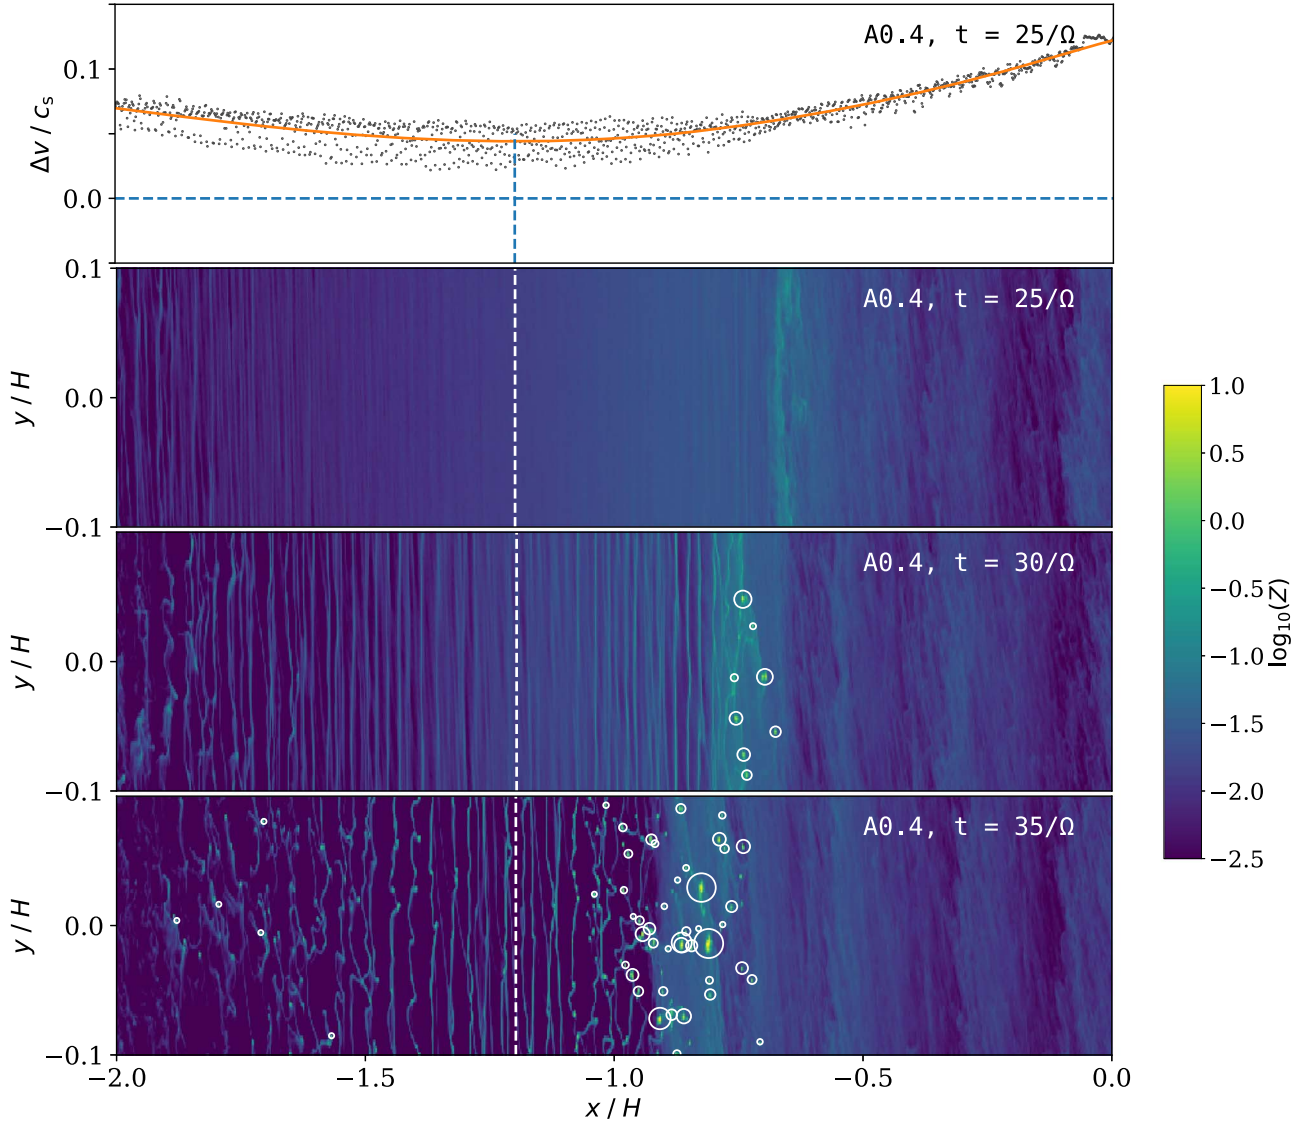 A0.4, t = 25/Ω
0.1
0.0
Δv / c_s
A0.4, t = 25/Ω
0.1
0.0
−0.1
y / H
A0.4, t = 30/Ω
0.0
−0.1
y / H
A0.4, t = 35/Ω
0.0
−0.1
y / H
−2.0 −1.5 −1.0 −0.5 0.0
x / H
1.0
0.5
0.0
−0.5
−1.0
−1.5
−2.0
−2.5
log₁₀(Z)